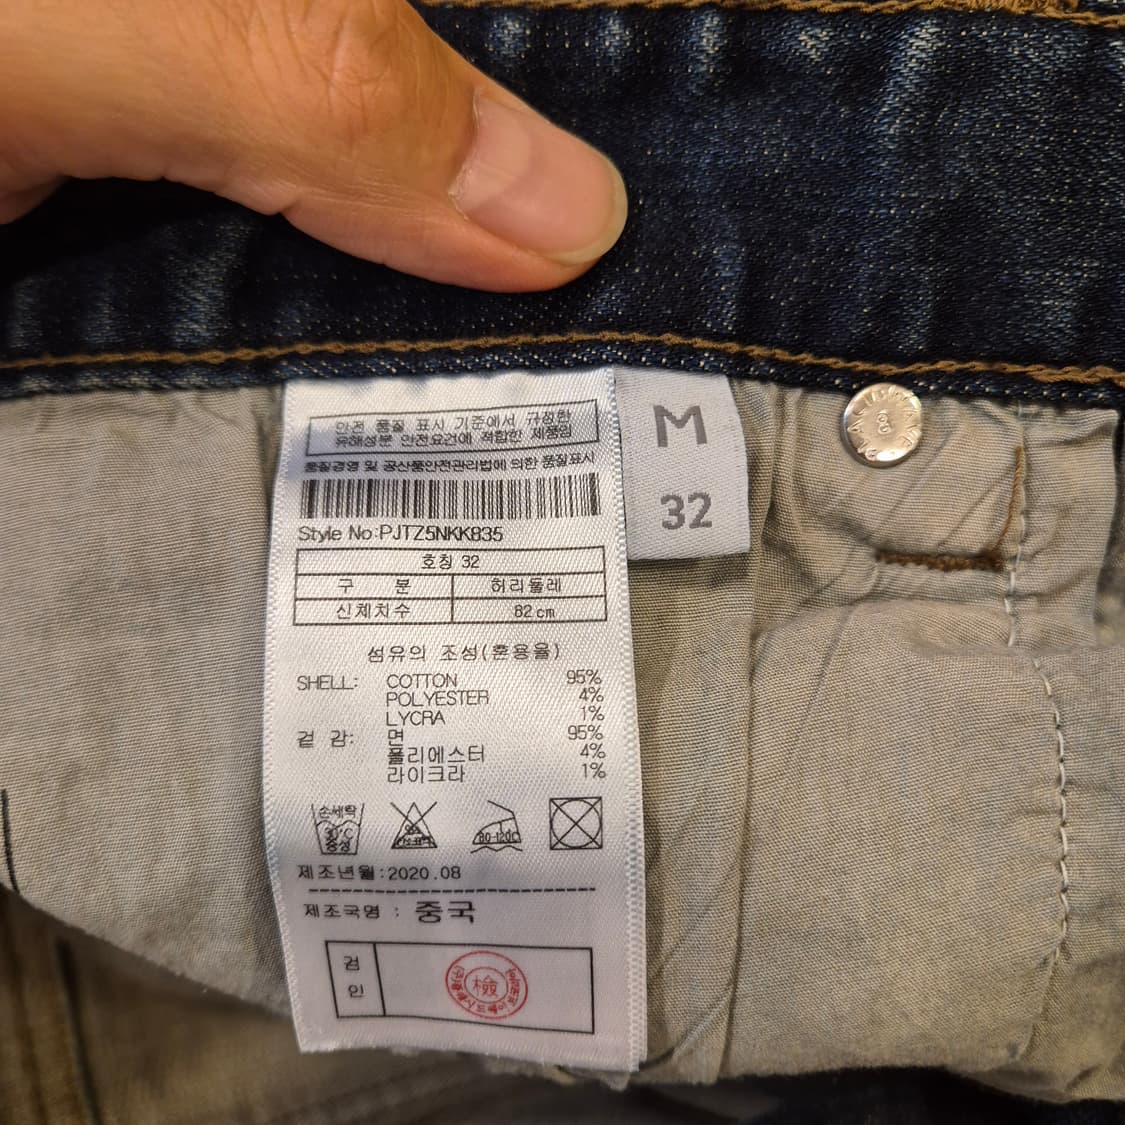 안전 품질 표시 기준에서 규정한
유해성분 안전요건에 적합한 제품임
품질경영 및 공산품안전관리법에 의한 품질표시
Style No:PJTZ5NKK835
호칭 32
구 분 허리둘레
신체치수 82cm
섬유의 조성(혼용율)
SHELL: COTTON 95%
POLYESTER 4%
LYCRA 1%
겉 감: 면 95%
폴리에스터 4%
라이크라 1%
손세탁
30°C
중성
80-120C
제조년월:2020.08
제조국명 : 중국
검
인
檢
M
32